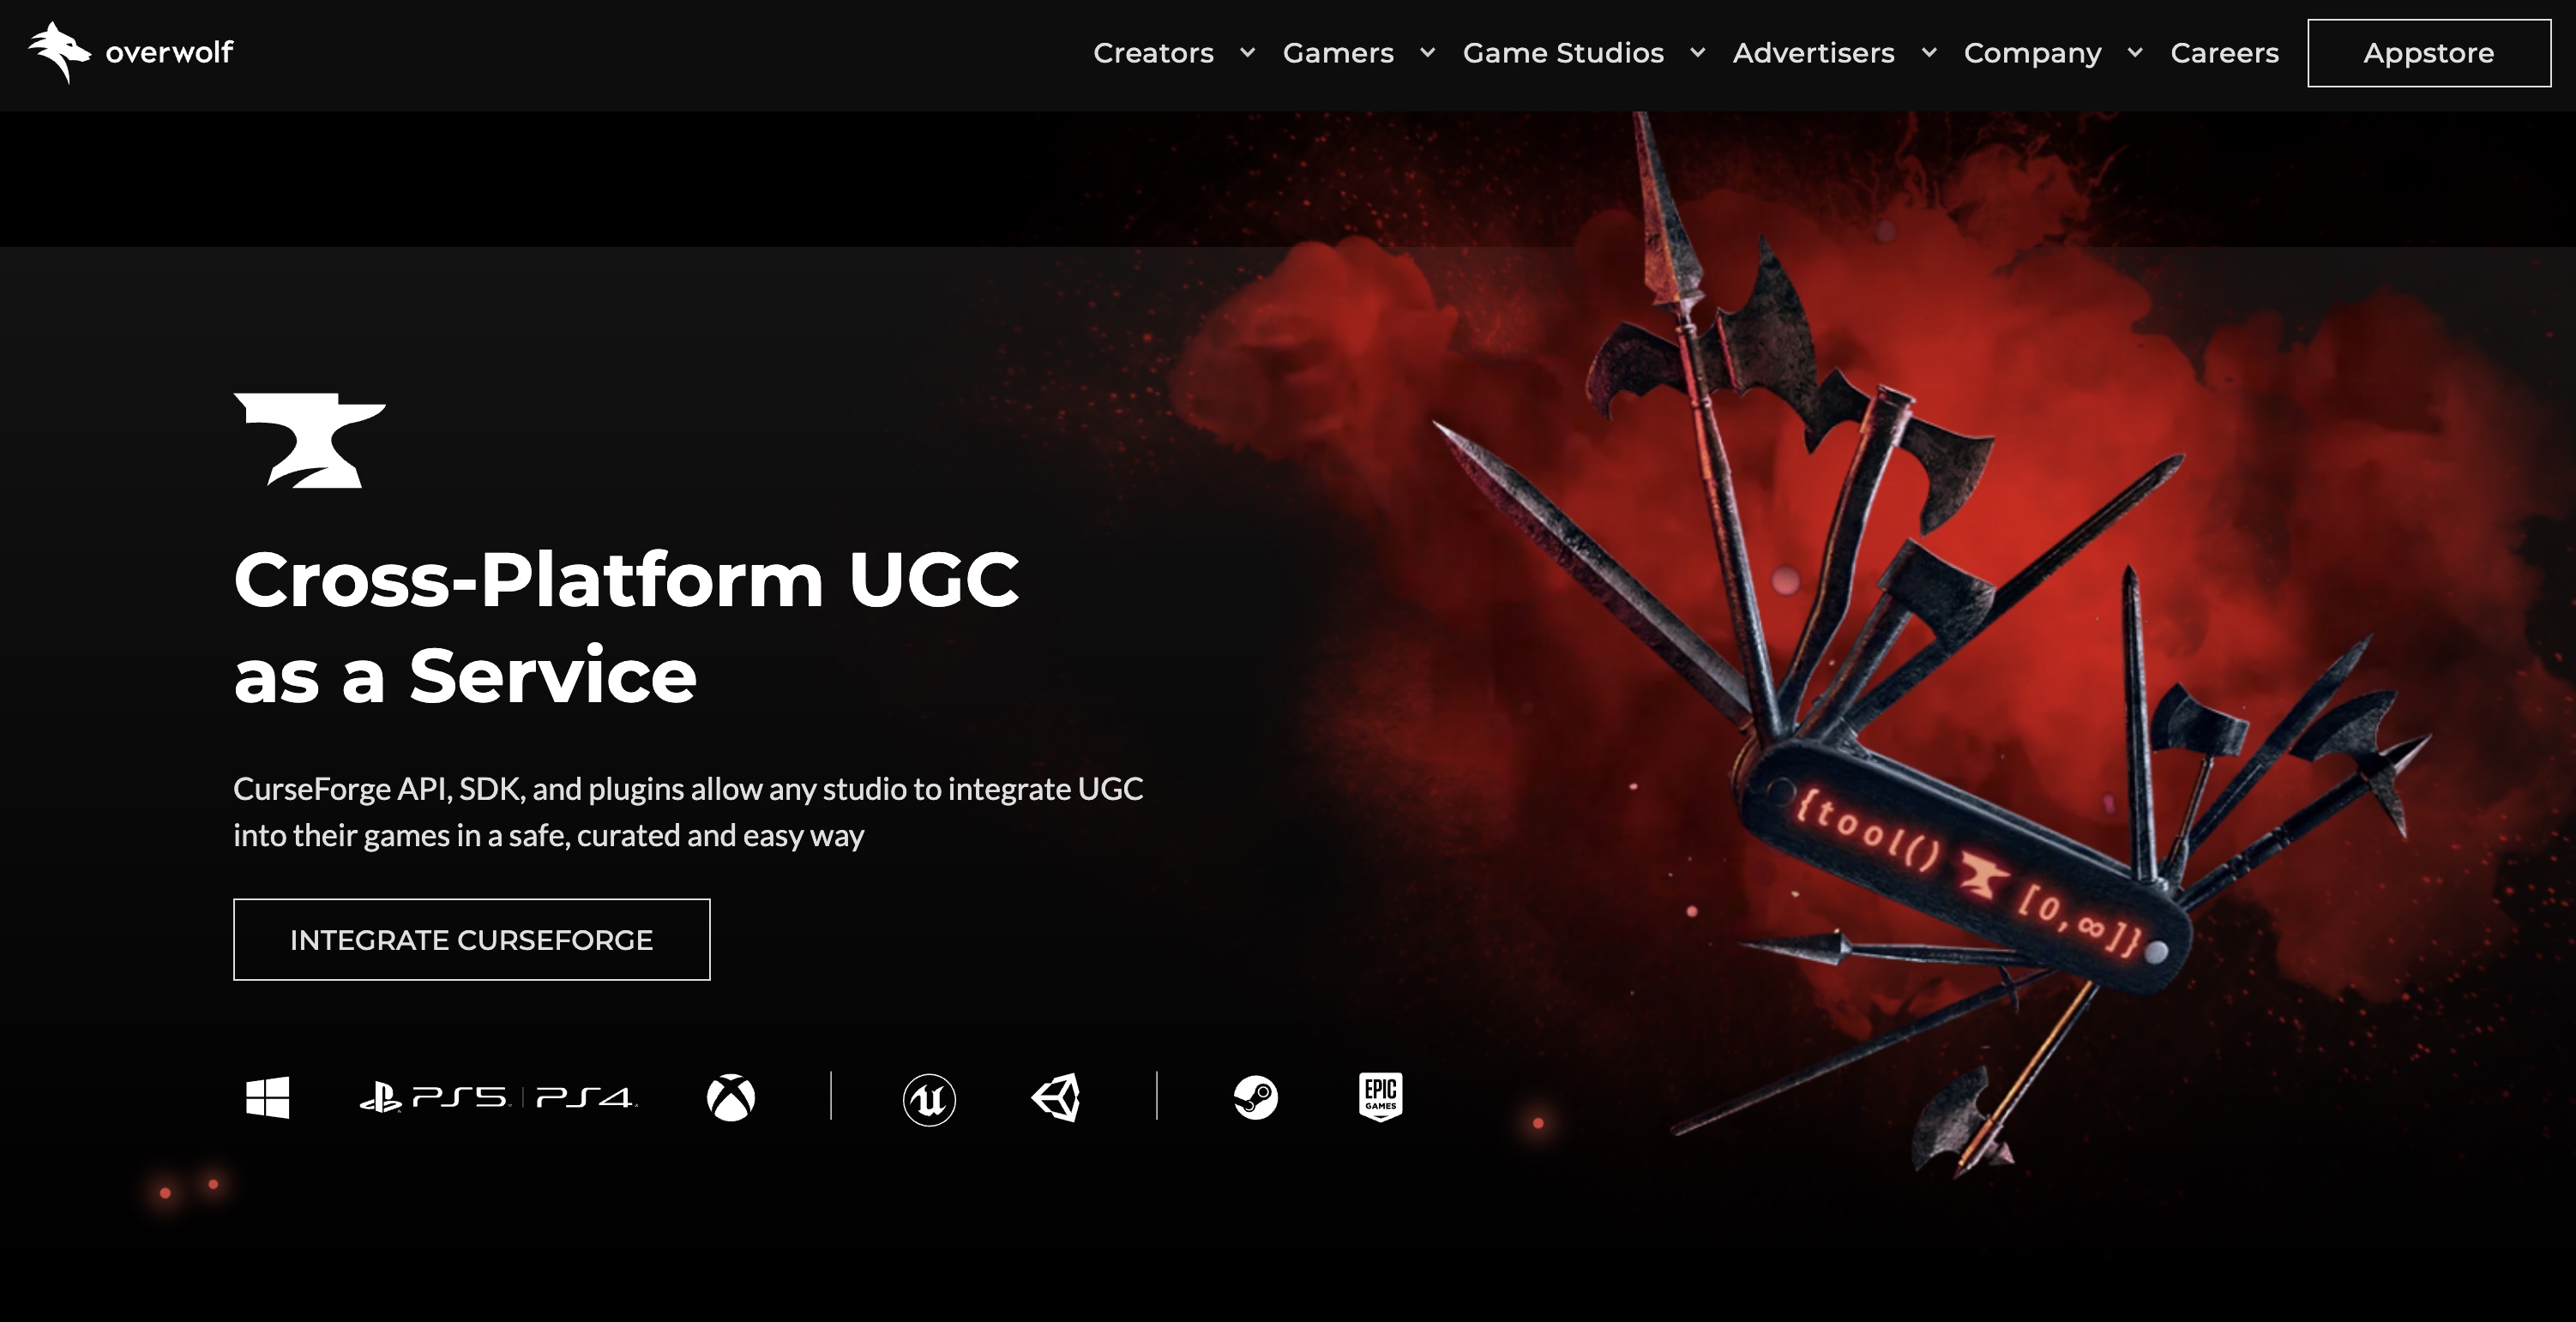 overwolf
Creators
Gamers
Game Studios
Advertisers
Company
Careers
Appstore
Cross-Platform UGC
as a Service
CurseForge API, SDK, and plugins allow any studio to integrate UGC
into their games in a safe, curated and easy way
INTEGRATE CURSEFORGE
{tool() [0,∞]}
PS5 | PS4
EPIC
GAMES